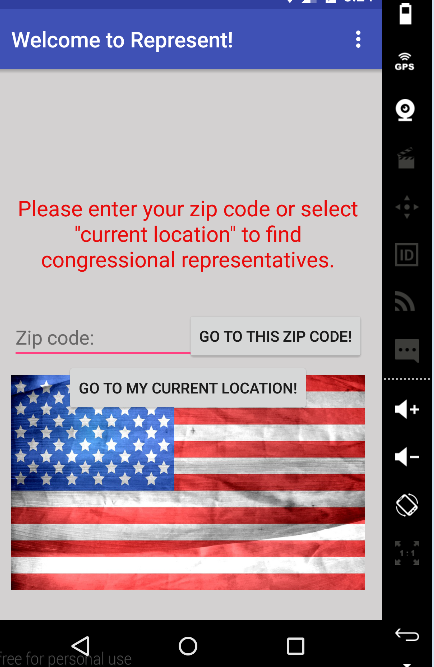 Welcome to Represent!
GPS
Please enter your zip code or select
"current location" to find
congressional representatives.
ID
Zip code:
GO TO THIS ZIP CODE!
GO TO MY CURRENT LOCATION!
1:1
free for personal use